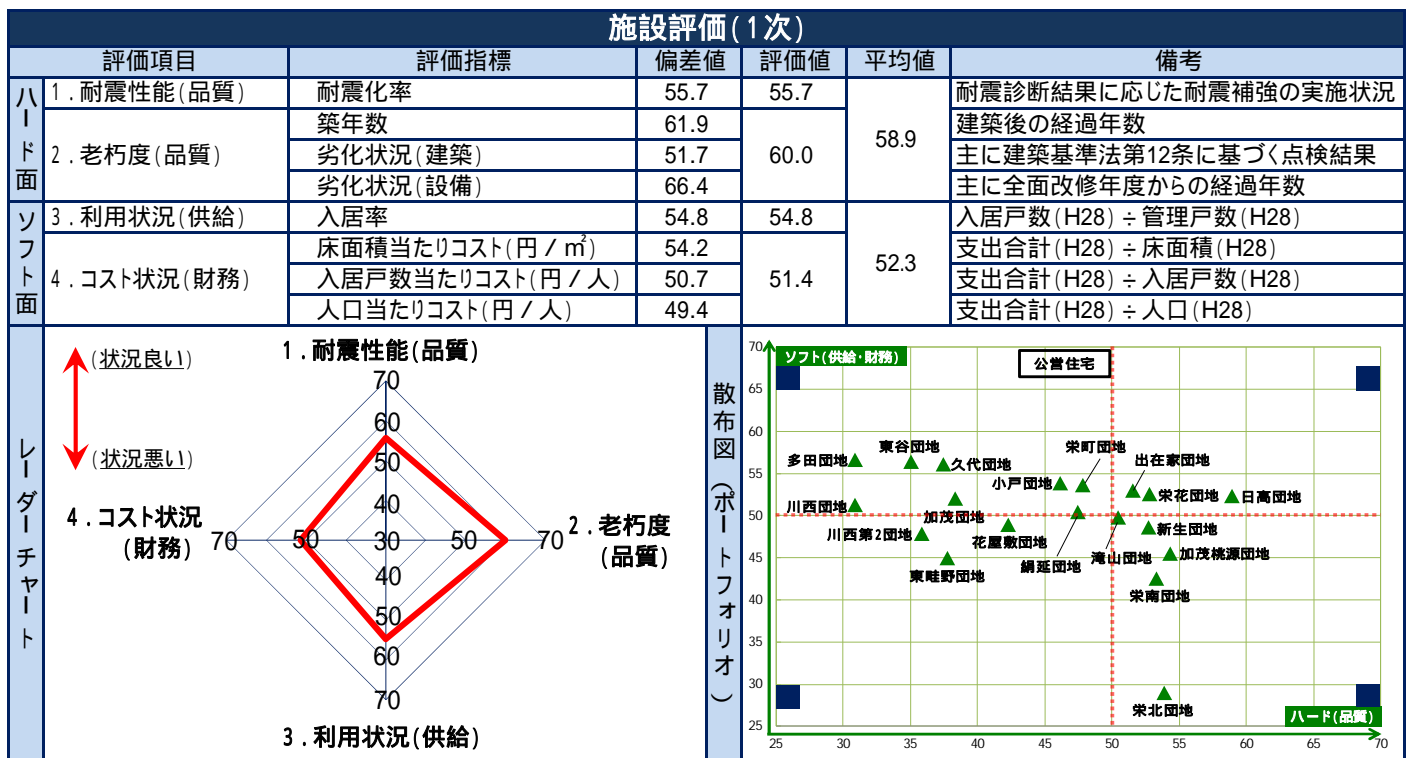 施設評価(1次)
評価項目 評価指標 偏差値 評価値 平均値 備考
ハード面
1．耐震性能(品質) 耐震化率 55.7 55.7 58.9 耐震診断結果に応じた耐震補強の実施状況
2．老朽度(品質) 築年数 61.9 60.0 建築後の経過年数
劣化状況(建築) 51.7 主に建築基準法第12条に基づく点検結果
劣化状況(設備) 66.4 主に全面改修年度からの経過年数
ソフト面
3．利用状況(供給) 入居率 54.8 54.8 52.3 入居戸数(H28)÷管理戸数(H28)
4．コスト状況(財務) 床面積当たりコスト(円／㎡) 54.2 51.4 支出合計(H28)÷床面積(H28)
入居戸数当たりコスト(円／人) 50.7 支出合計(H28)÷入居戸数(H28)
人口当たりコスト(円／人) 49.4 支出合計(H28)÷人口(H28)
レーダーチャート
(状況良い)
(状況悪い)
1．耐震性能(品質)
70
60
50
40
4．コスト状況
(財務)
70 50 30 50 70
2．老朽度
(品質)
40
50
60
70
3．利用状況(供給)
散布図(ポートフォリオ)
ソフト(供給・財務)
公営住宅
70
65
60
55
50
45
40
35
30
25
多田団地
東谷団地
久代団地
小戸団地
栄町団地
出在家団地
栄花団地
日高団地
川西団地
加茂団地
川西第2団地
花屋敷団地
絹延団地
滝山団地
新生団地
東畦野団地
加茂桃源団地
栄南団地
栄北団地
ハード(品質)
25 30 35 40 45 50 55 60 65 70